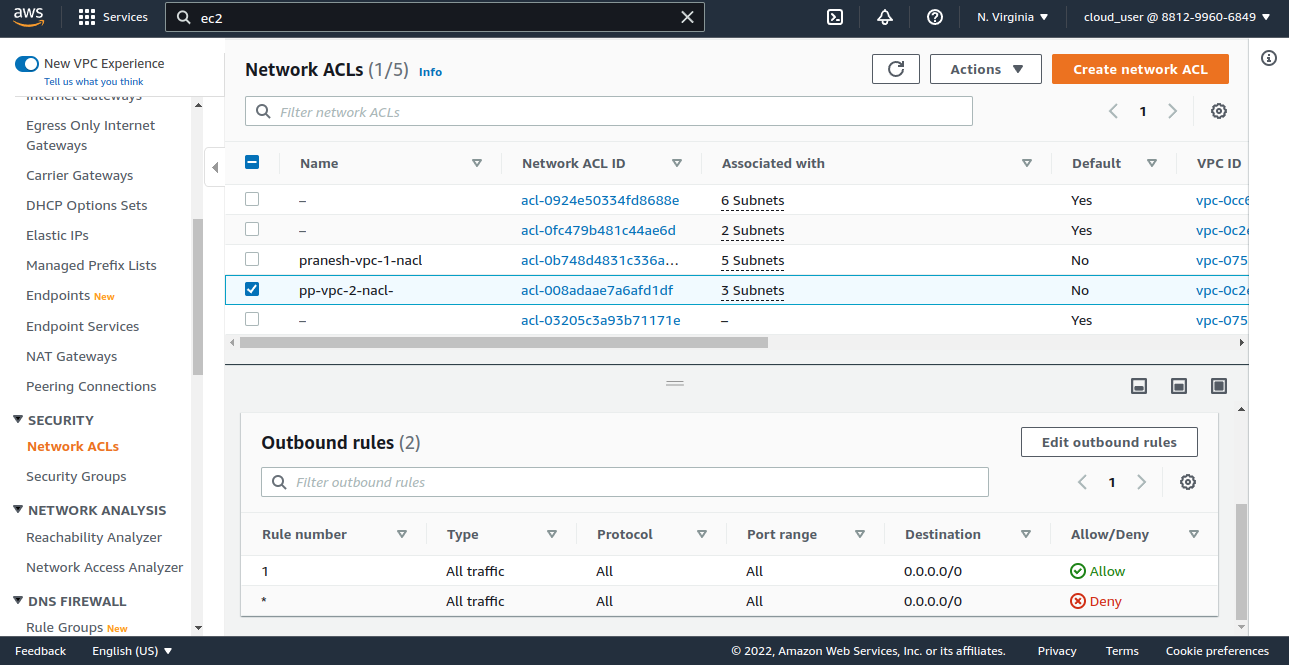 aws
Services
ec2
N. Virginia
cloud_user @ 8812-9960-6849
New VPC Experience
Tell us what you think
Internet Gateways
Egress Only Internet
Gateways
Carrier Gateways
DHCP Options Sets
Elastic IPs
Managed Prefix Lists
Endpoints New
Endpoint Services
NAT Gateways
Peering Connections
SECURITY
Network ACLs
Security Groups
NETWORK ANALYSIS
Reachability Analyzer
Network Access Analyzer
DNS FIREWALL
Rule Groups New
Network ACLs (1/5) Info
Actions
Create network ACL
Filter network ACLs
1
Name Network ACL ID Associated with Default VPC ID
– acl-0924e50334fd8688e 6 Subnets Yes vpc-0cc6
– acl-0fc479b481c44ae6d 2 Subnets Yes vpc-0c2e
pranesh-vpc-1-nacl acl-0b748d4831c336a… 5 Subnets No vpc-075
pp-vpc-2-nacl- acl-008adaae7a6afd1df 3 Subnets No vpc-0c2e
– acl-03205c3a93b71171e – Yes vpc-075
Outbound rules (2)
Edit outbound rules
Filter outbound rules
1
Rule number Type Protocol Port range Destination Allow/Deny
1 All traffic All All 0.0.0.0/0 Allow
* All traffic All All 0.0.0.0/0 Deny
Feedback English (US) © 2022, Amazon Web Services, Inc. or its affiliates. Privacy Terms Cookie preferences